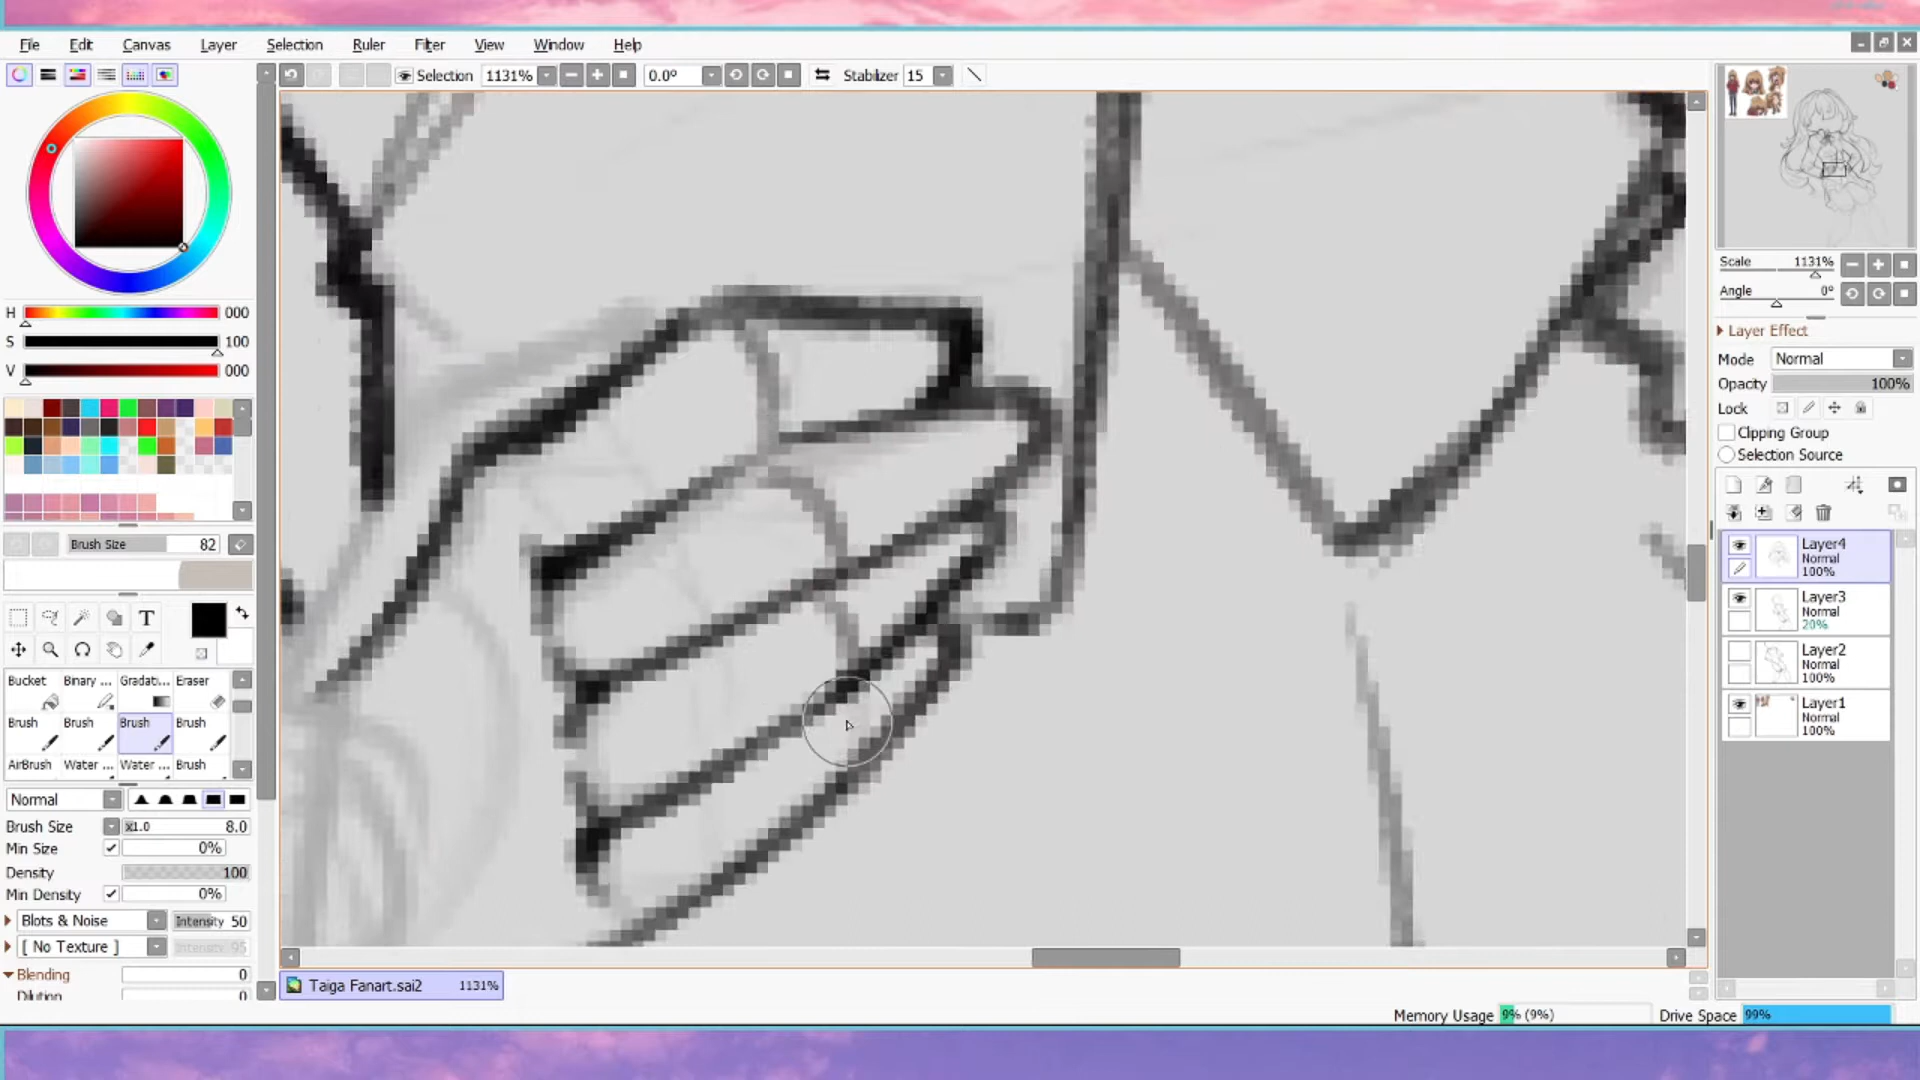 File Edit Canvas Layer Selection Ruler Filter View Window Help
Selection 1131% 0.0º Stabilizer 15
H 000
S 100
V 000
Brush Size 82
T
Bucket Binary ... Gradati... Eraser
Brush Brush Brush Brush
AirBrush Water ... Water ... Brush
Normal
Brush Size x1.0 8.0
Min Size 0%
Density 100
Min Density 0%
Blots & Noise Intensity 50
[ No Texture ] Intensity 95
Blending 0
Dilution 0
Taiga Fanart.sai2 1131%
Scale 1131%
Angle 0º
Layer Effect
Mode Normal
Opacity 100%
Lock
Clipping Group
Selection Source
Layer4
Normal
100%
Layer3
Normal
20%
Layer2
Normal
100%
Layer1
Normal
100%
Memory Usage 9% (9%) Drive Space 99%